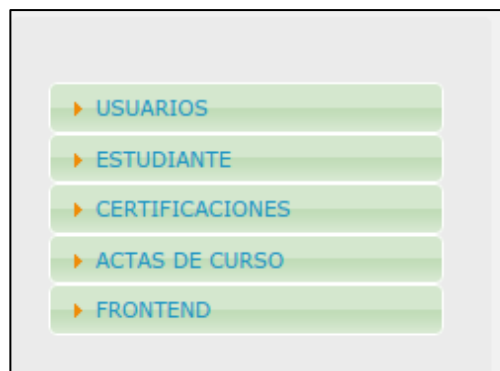 USUARIOS
ESTUDIANTE
CERTIFICACIONES
ACTAS DE CURSO
FRONTEND